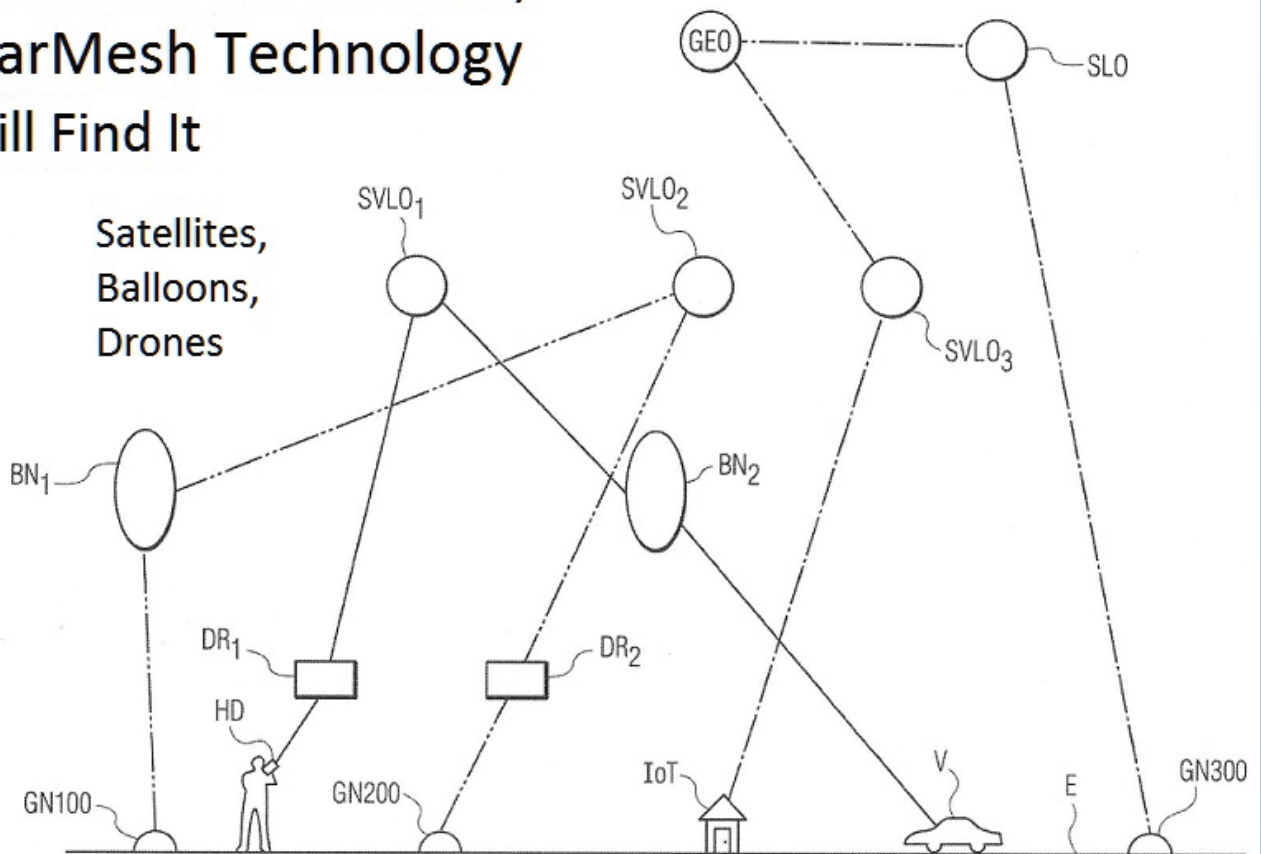 arMesh Technology
ill Find It
Satellites,
Balloons,
Drones
GEO
SLO
SVLO1
SVLO2
SVLO3
BN1
BN2
DR1
DR2
HD
GN100
GN200
IoT
V
E
GN300